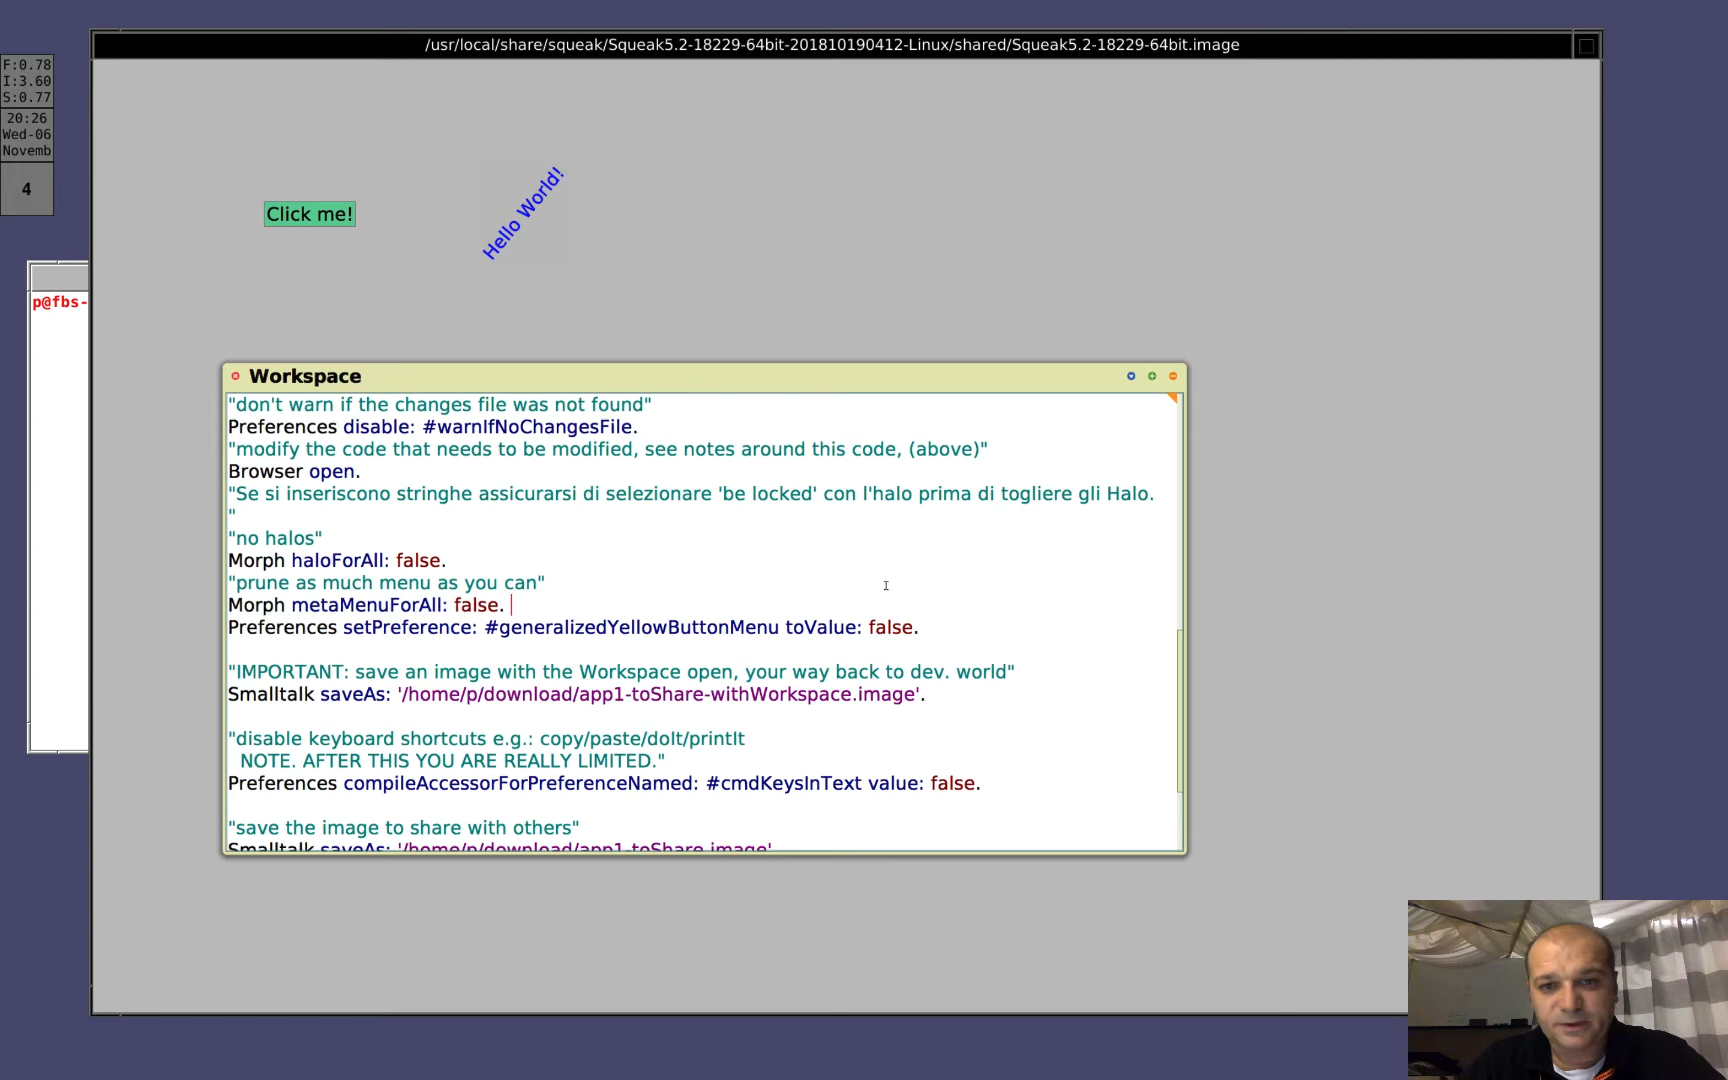 /usr/local/share/squeak/Squeak5.2-18229-64bit-201810190412-Linux/shared/Squeak5.2-18229-64bit.image
F:0.78
I:3.60
S:0.77
20:26
Wed-06
Novemb
4
Click me!
Hello World!
p@fbs-
Workspace
"don't warn if the changes file was not found"
Preferences disable: #warnIfNoChangesFile.
"modify the code that needs to be modified, see notes around this code, (above)"
Browser open.
"Se si inseriscono stringhe assicurarsi di selezionare 'be locked' con l'halo prima di togliere gli Halo.
"
"no halos"
Morph haloForAll: false.
"prune as much menu as you can"
Morph metaMenuForAll: false.
Preferences setPreference: #generalizedYellowButtonMenu toValue: false.
"IMPORTANT: save an image with the Workspace open, your way back to dev. world"
Smalltalk saveAs: '/home/p/download/app1-toShare-withWorkspace.image'.
"disable keyboard shortcuts e.g.: copy/paste/doIt/printIt
NOTE. AFTER THIS YOU ARE REALLY LIMITED."
Preferences compileAccessorForPreferenceNamed: #cmdKeysInText value: false.
"save the image to share with others"
Smalltalk saveAs: '/home/p/download/app1-toShare.image'